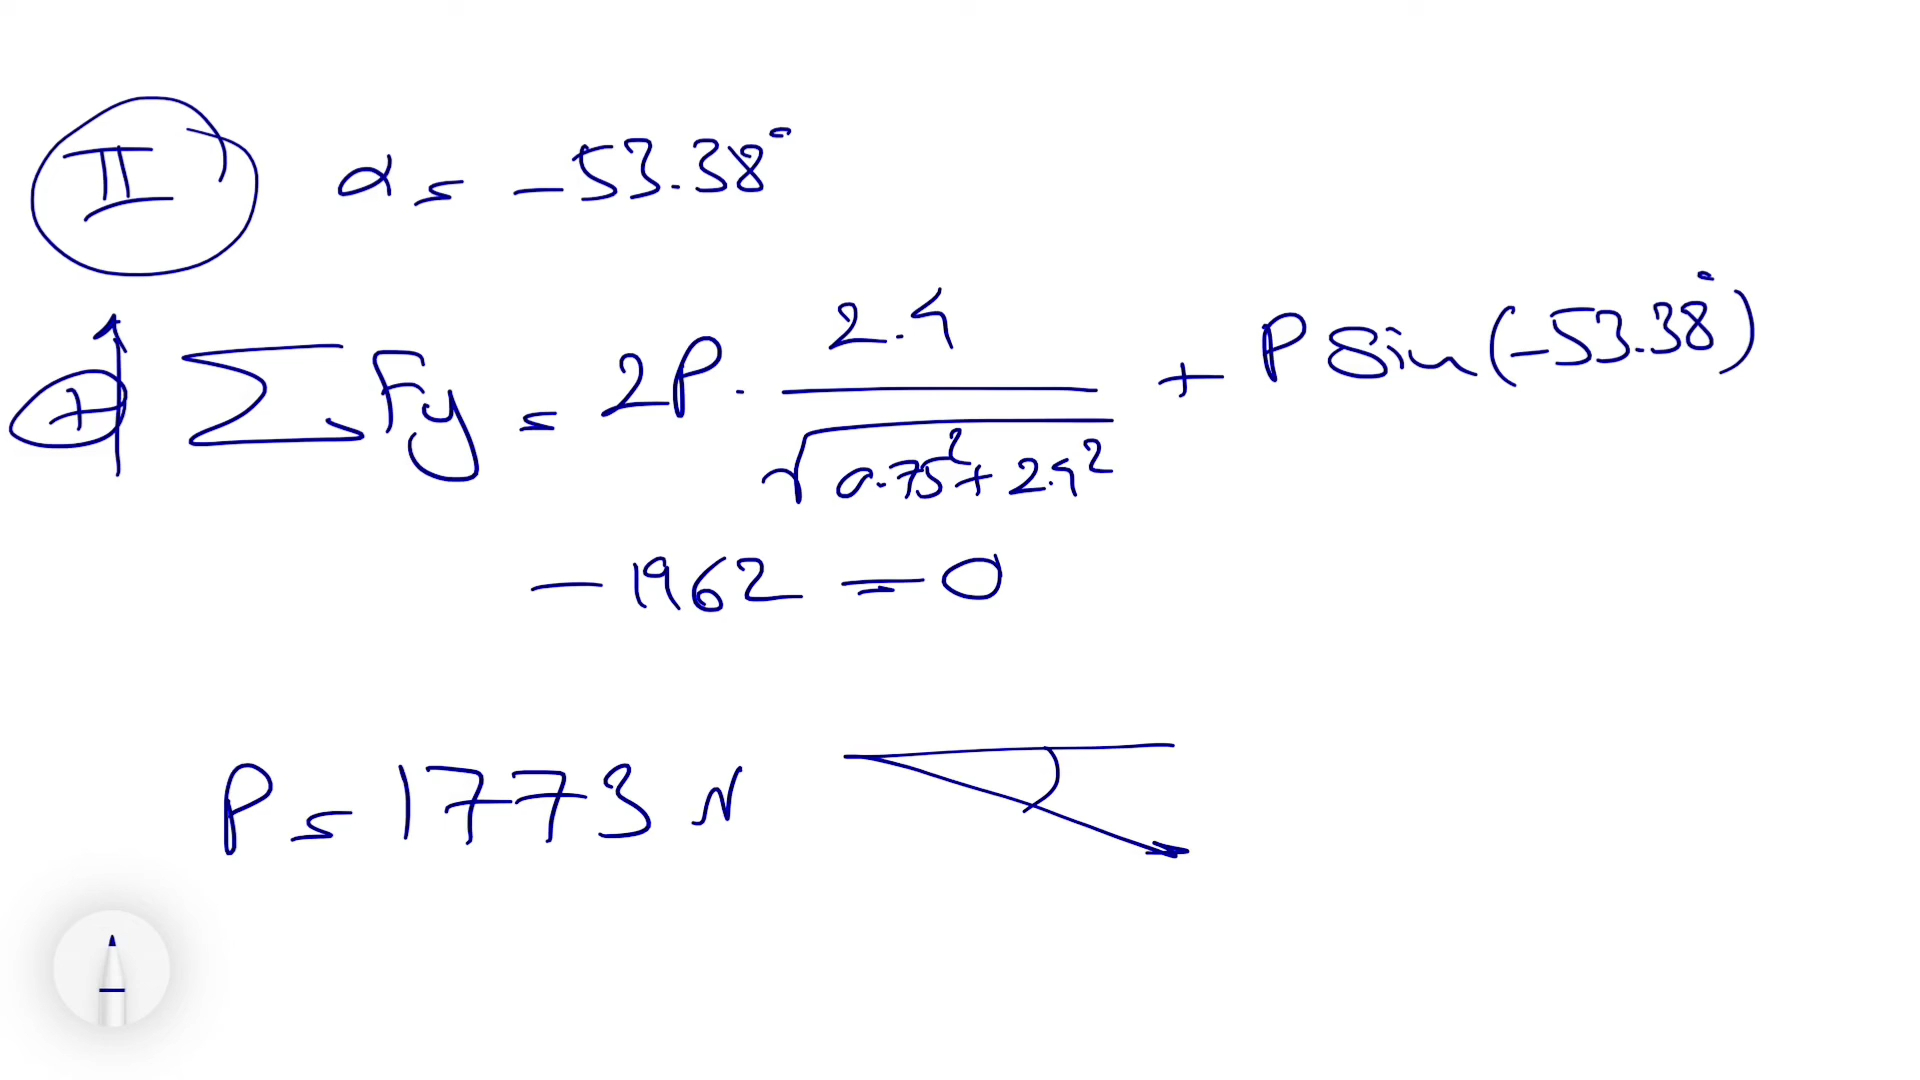 II α = -53.38°
+ ΣFy = 2P · 2.4 / √(0.75² + 2.4²) + P sin(-53.38°)
- 1962 = 0
P = 1773 N